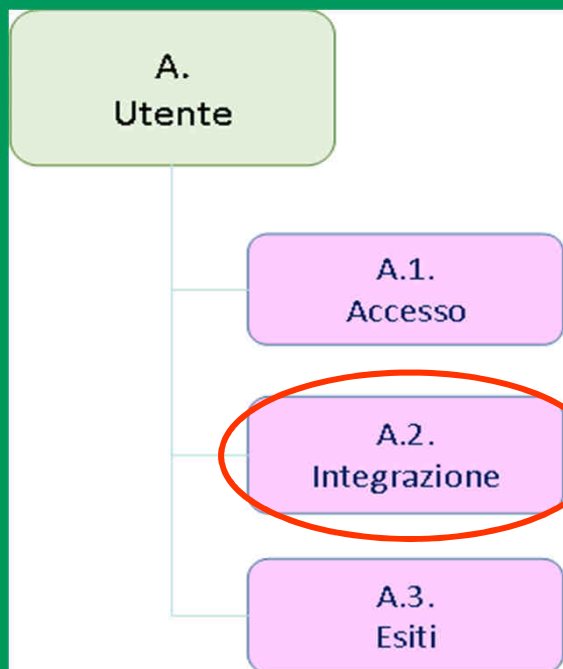 A.
Utente
A.1.
Accesso
A.2.
Integrazione
A.3.
Esiti